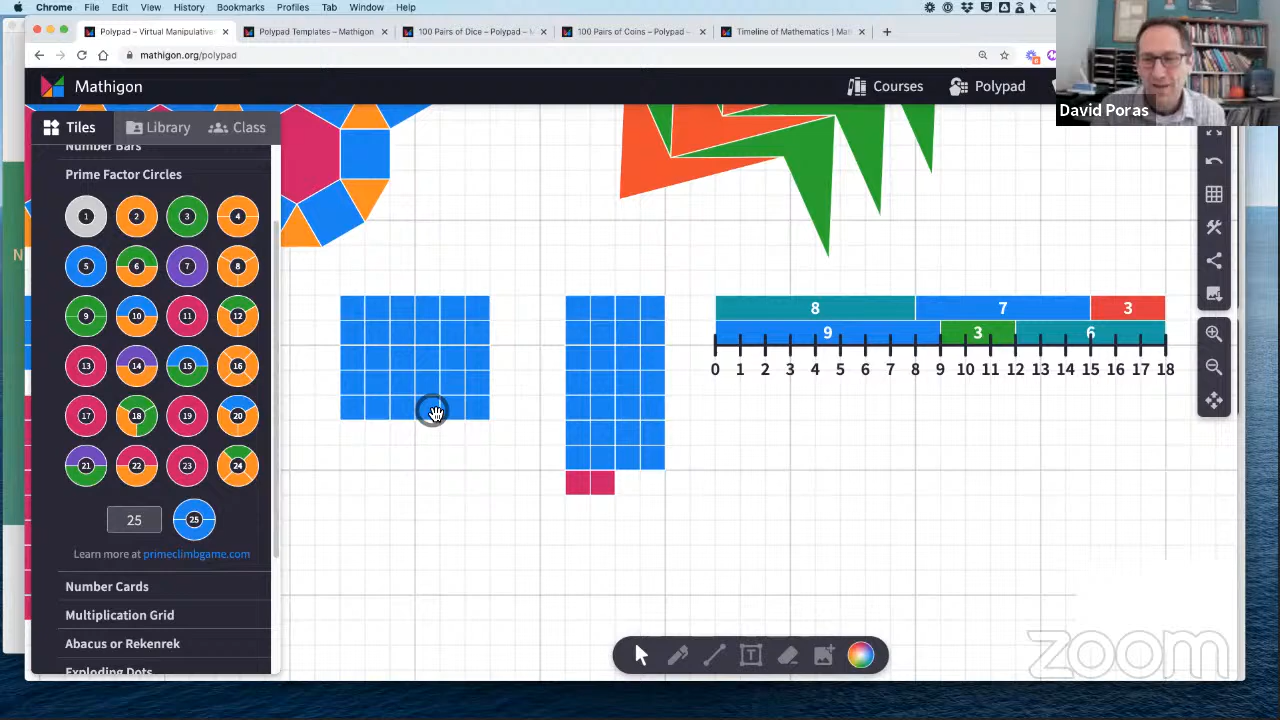 Chrome File Edit View History Bookmarks Profiles Tab Window Help
Polypad – Virtual Manipulative Polypad Templates – Mathigon 100 Pairs of Dice – Polypad – 100 Pairs of Coins – Polypad – Timeline of Mathematics | Mat
mathigon.org/polypad
Mathigon Courses Polypad
David Poras
Tiles Library Class
Number Bars
Prime Factor Circles
1 2 3 4
5 6 7 8
9 10 11 12
13 14 15 16
17 18 19 20
21 22 23 24
25 25
Learn more at primeclimbgame.com
Number Cards
Multiplication Grid
Abacus or Rekenrek
Exploding Dots
8 7 3
9 3 6
0 1 2 3 4 5 6 7 8 9 10 11 12 13 14 15 16 17 18
T
N
zoom